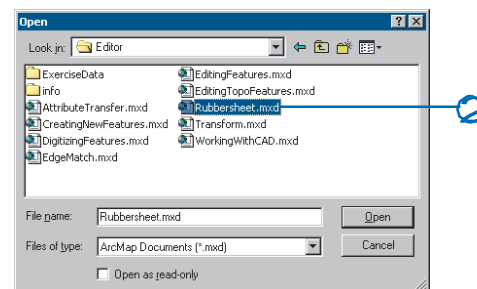 Open
Look in: Editor
ExerciseData
info
AttributeTransfer.mxd
CreatingNewFeatures.mxd
DigitizingFeatures.mxd
EdgeMatch.mxd
EditingFeatures.mxd
EditingTopoFeatures.mxd
Rubbersheet.mxd
Transform.mxd
WorkingWithCAD.mxd
2
File name: Rubbersheet.mxd
Open
Files of type: ArcMap Documents (*.mxd)
Cancel
Open as read-only